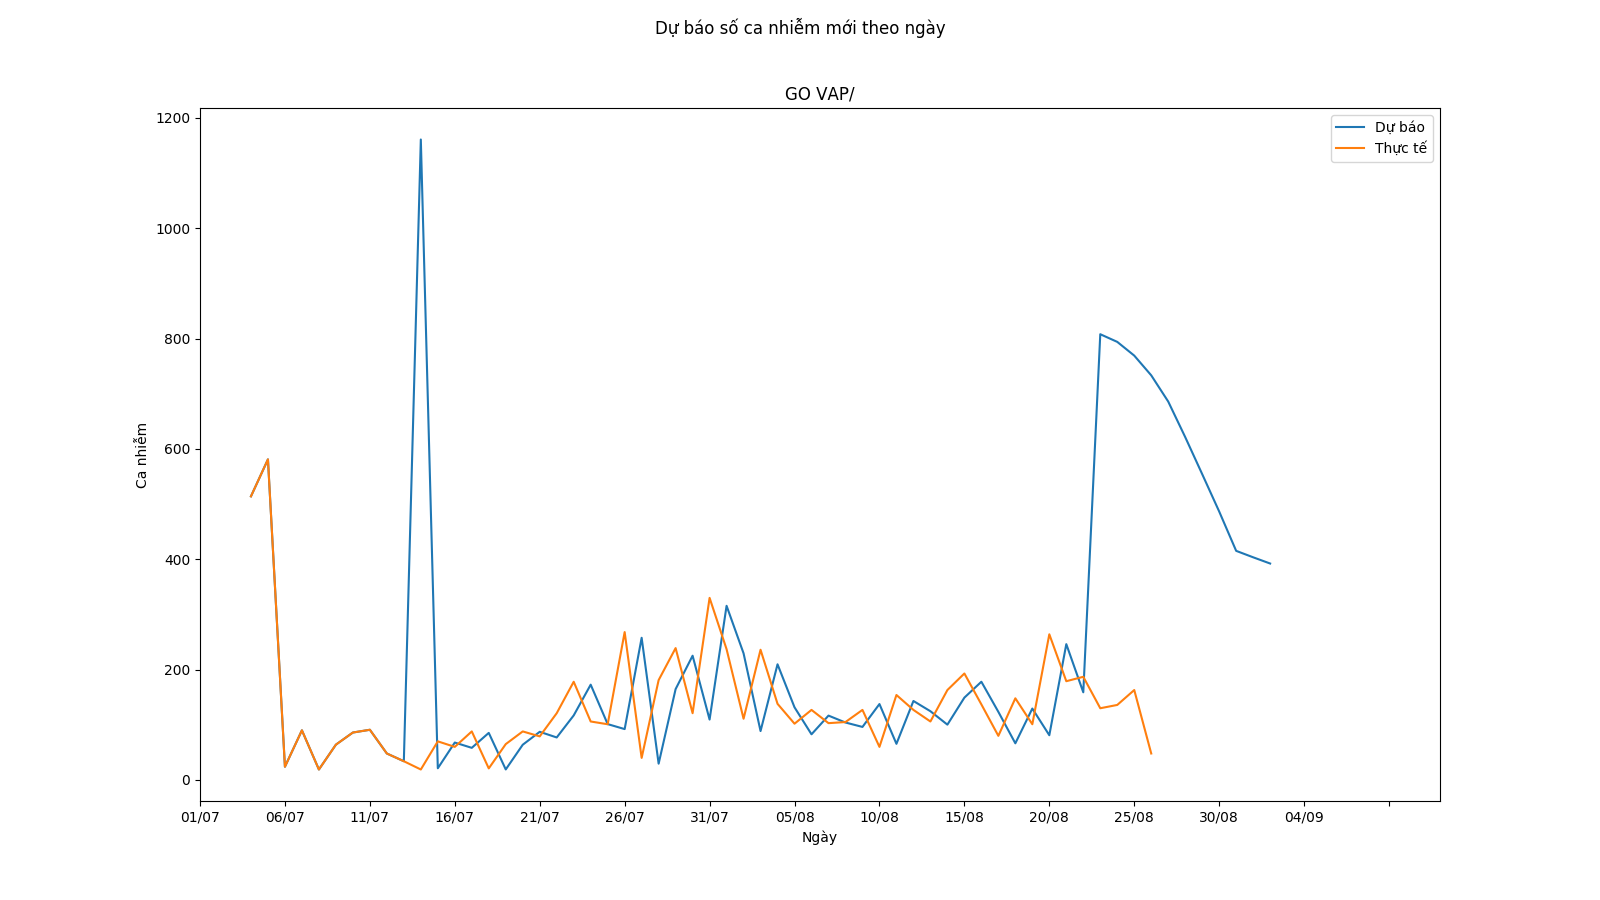 Dự báo số ca nhiễm mới theo ngày
GO VAP/
Dự báo
Thực tế
1200
1000
800
600
400
200
0
Ca nhiễm
01/07 06/07 11/07 16/07 21/07 26/07 31/07 05/08 10/08 15/08 20/08 25/08 30/08 04/09
Ngày